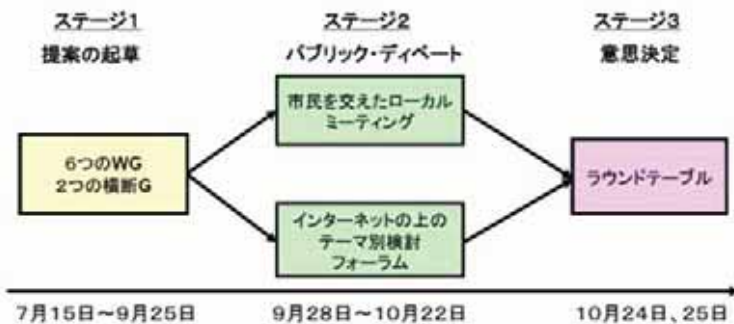 ステージ1
提案の起草
ステージ2
パブリック・ディベート
ステージ3
意思決定
6つのWG
2つの横断G
市民を交えたローカル
ミーティング
インターネットの上の
テーマ別検討
フォーラム
ラウンドテーブル
7月15日～9月25日
9月28日～10月22日
10月24日、25日